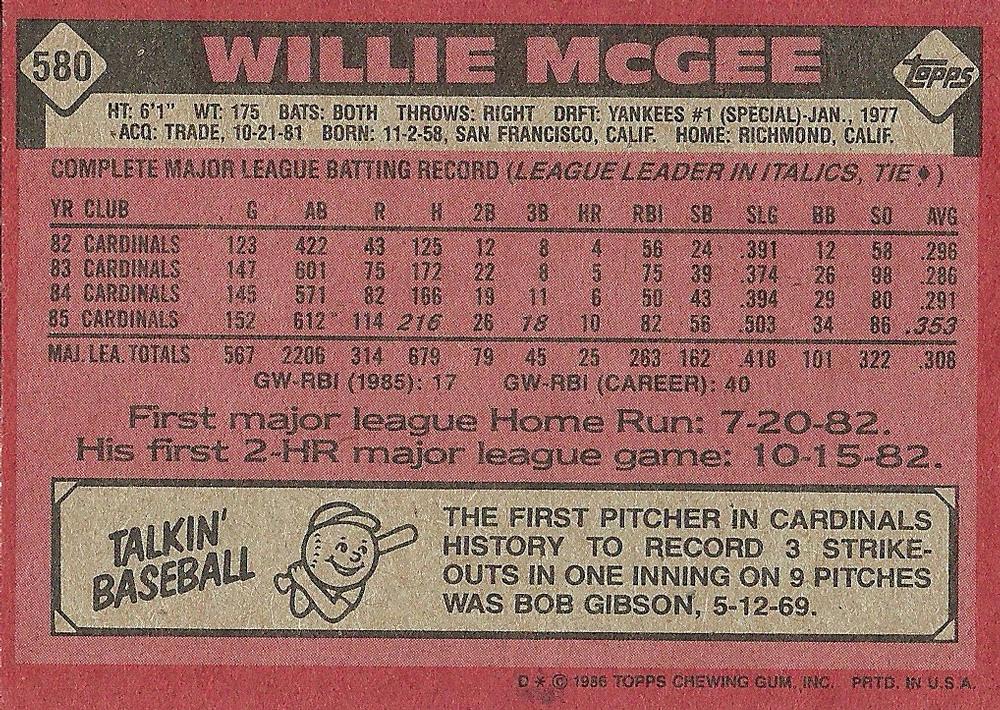 580 WILLIE McGEE topps
HT: 6'1" WT: 175 BATS: BOTH THROWS: RIGHT DRFT: YANKEES #1 (SPECIAL)-JAN., 1977
ACQ: TRADE, 10-21-81 BORN: 11-2-58, SAN FRANCISCO, CALIF. HOME: RICHMOND, CALIF.
COMPLETE MAJOR LEAGUE BATTING RECORD (LEAGUE LEADER IN ITALICS, TIE♦)
YR CLUB G AB R H 2B 3B HR RBI SB SLG BB SO AVG
82 CARDINALS 123 422 43 125 12 8 4 56 24 .391 12 58 .296
83 CARDINALS 147 601 75 172 22 8 5 75 39 .374 26 98 .286
84 CARDINALS 145 571 82 166 19 11 6 50 43 .394 29 80 .291
85 CARDINALS 152 612 114 216 26 18 10 82 56 .503 34 86 .353
MAJ. LEA. TOTALS 567 2206 314 679 79 45 25 263 162 .418 101 322 .308
GW-RBI (1985): 17 GW-RBI (CAREER): 40
First major league Home Run: 7-20-82.
His first 2-HR major league game: 10-15-82.
TALKIN'
BASEBALL
THE FIRST PITCHER IN CARDINALS
HISTORY TO RECORD 3 STRIKE-
OUTS IN ONE INNING ON 9 PITCHES
WAS BOB GIBSON, 5-12-69.
D * © 1986 TOPPS CHEWING GUM, INC. PRTD. IN U.S.A.